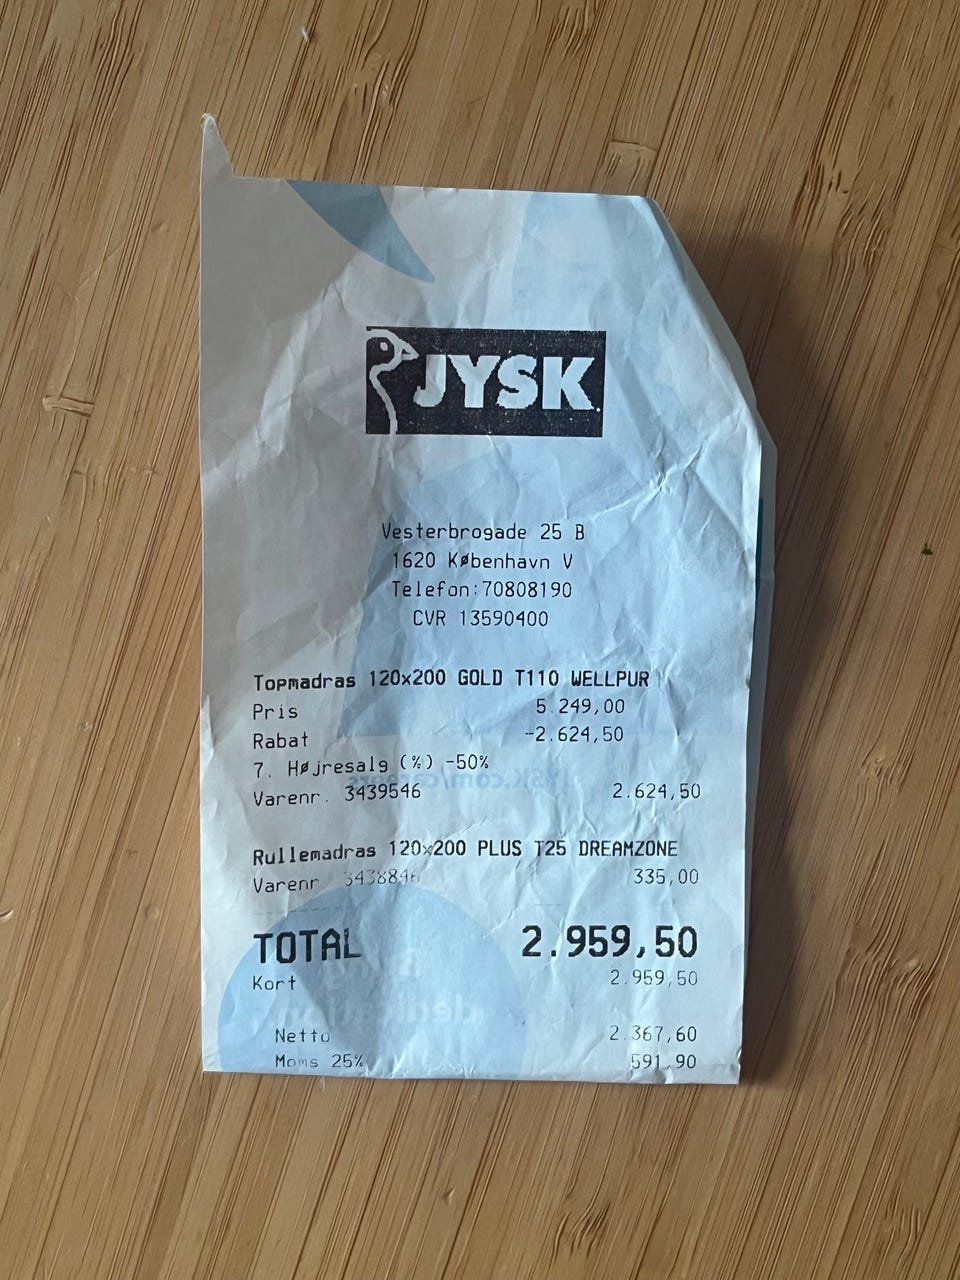 JYSK
Vesterbrogade 25 B
1620 København V
Telefon:70808190
CVR 13590400
Topmadras 120x200 GOLD T110 WELLPUR
Pris 5.249,00
Rabat -2.624,50
7. Højresalg (%) -50%
Varenr. 3439546 2.624,50
Rullemadras 120x200 PLUS T25 DREAMZONE
Varenr 3438846 335,00
TOTAL 2.959,50
Kort 2.959,50
Netto 2.367,60
Moms 25% 591,90